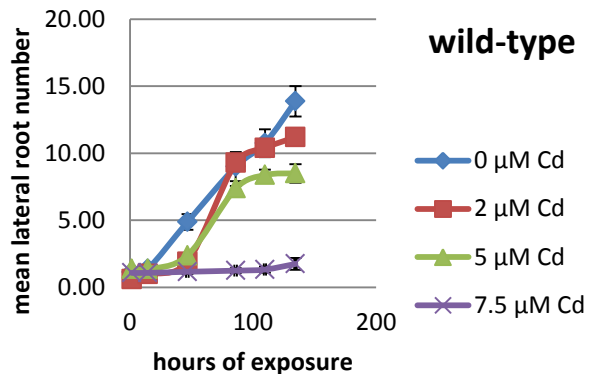 wild-type
mean lateral root number
20.00
15.00
10.00
5.00
0.00
0
100
200
hours of exposure
0 µM Cd
2 µM Cd
5 µM Cd
7.5 µM Cd